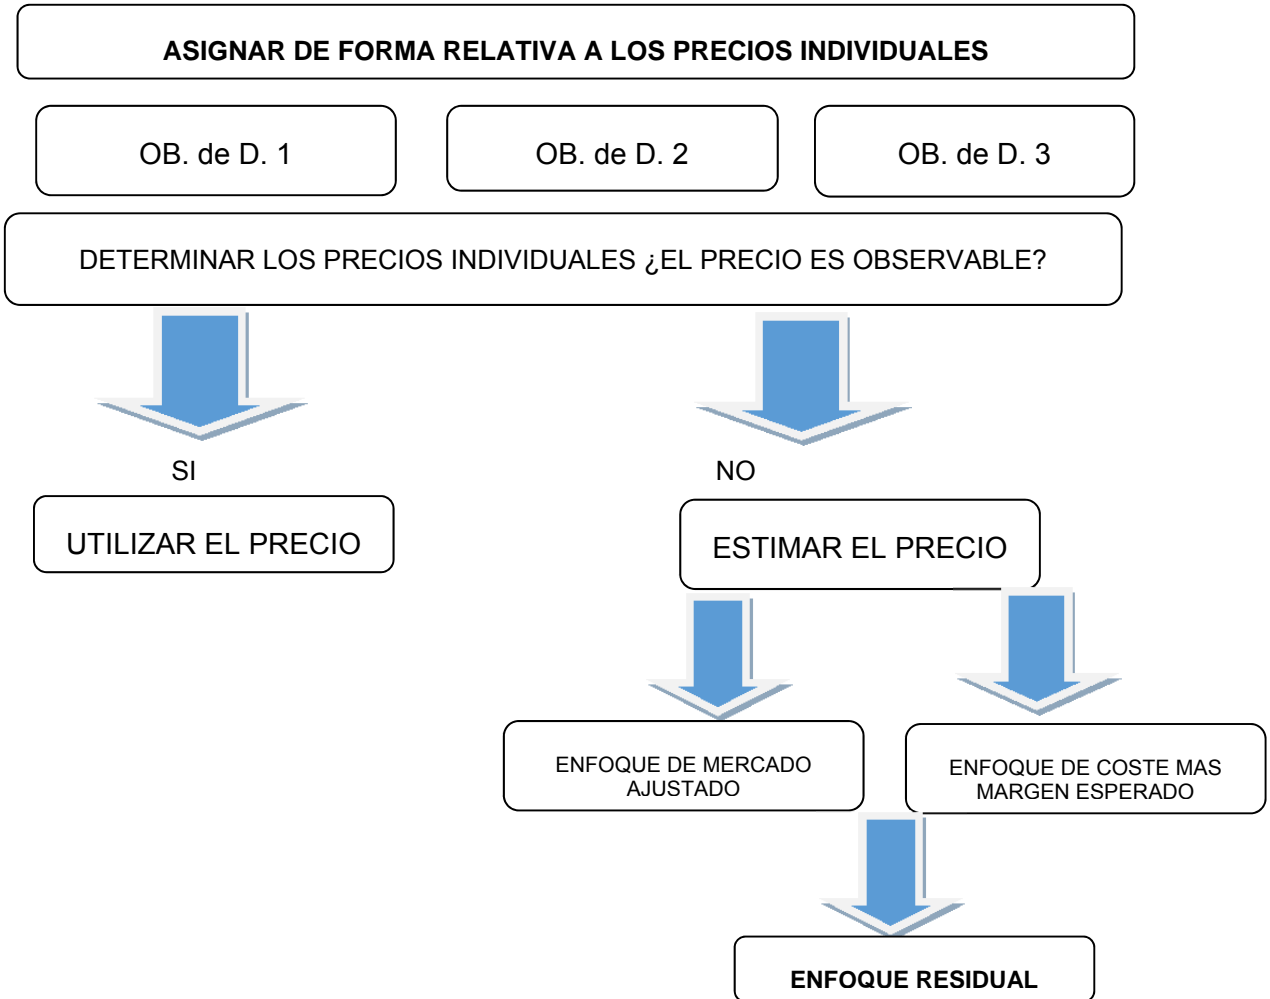 ASIGNAR DE FORMA RELATIVA A LOS PRECIOS INDIVIDUALES
OB. de D. 1
OB. de D. 2
OB. de D. 3
DETERMINAR LOS PRECIOS INDIVIDUALES ¿EL PRECIO ES OBSERVABLE?
SI
NO
UTILIZAR EL PRECIO
ESTIMAR EL PRECIO
ENFOQUE DE MERCADO
AJUSTADO
ENFOQUE DE COSTE MAS
MARGEN ESPERADO
ENFOQUE RESIDUAL